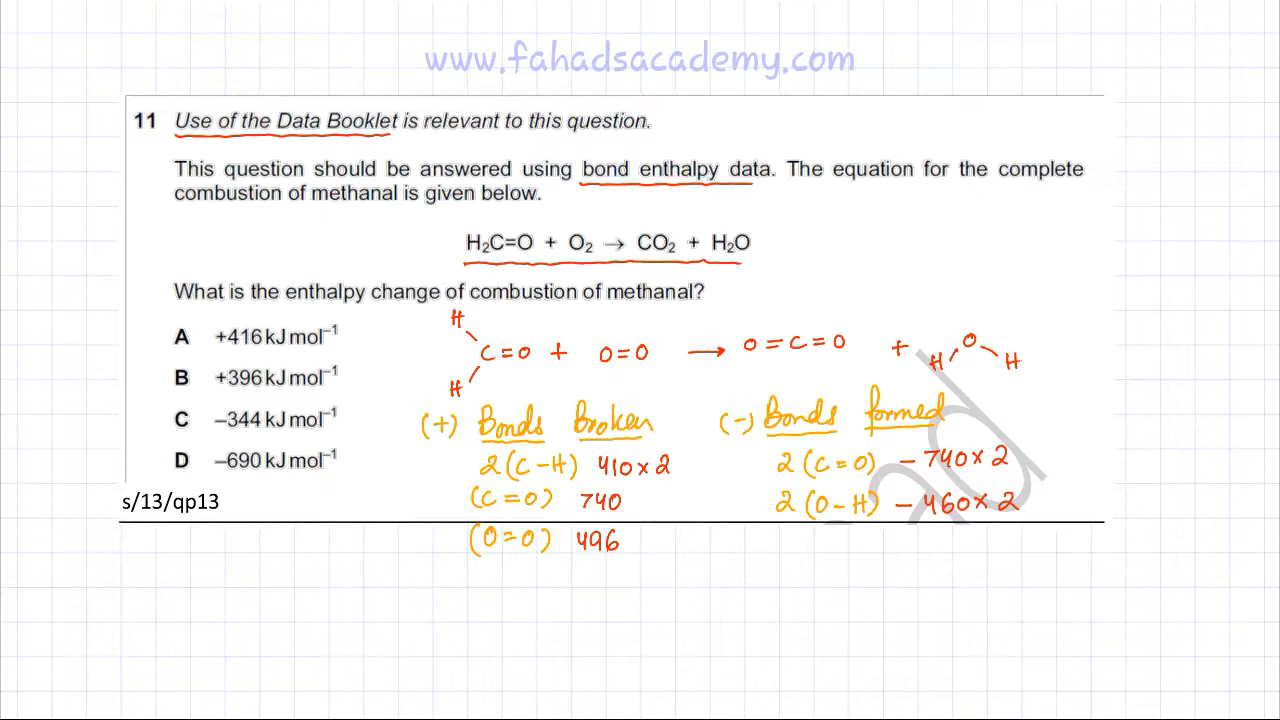 www.fahadsacademy.com
11 Use of the Data Booklet is relevant to this question.
This question should be answered using bond enthalpy data. The equation for the complete
combustion of methanal is given below.
H₂C=O + O₂ → CO₂ + H₂O
What is the enthalpy change of combustion of methanal?
A +416 kJ mol⁻¹
B +396 kJ mol⁻¹
C –344 kJ mol⁻¹
D –690 kJ mol⁻¹
s/13/qp13
H
C=O + O=O → O=C=O + O
H H
H
(+) Bonds Broken
2(C-H) 410×2
(C=O) 740
(O=O) 496
(-) Bonds formed
2(C=O) -740×2
2(O-H) -460×2